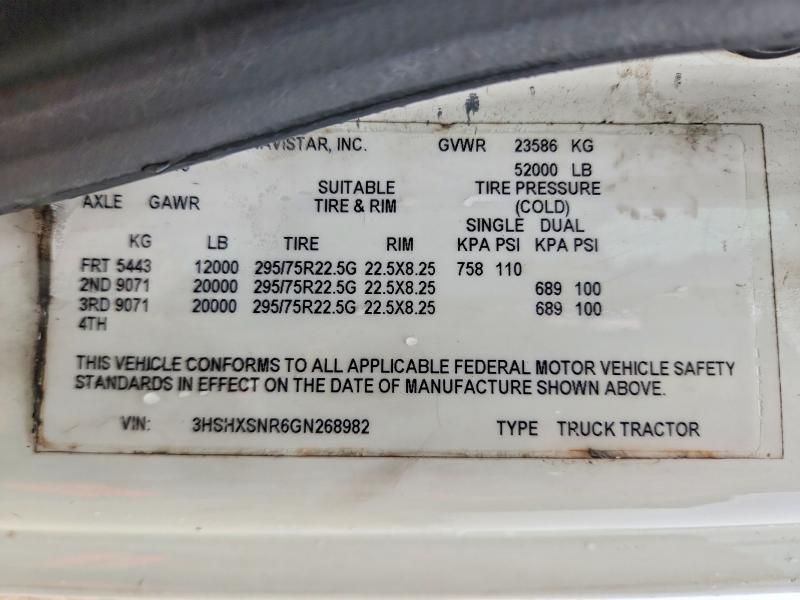 NAVISTAR, INC. GVWR 23586 KG
52000 LB
SUITABLE TIRE PRESSURE
AXLE GAWR TIRE & RIM (COLD)
SINGLE DUAL
KG LB TIRE RIM KPA PSI KPA PSI
FRT 5443 12000 295/75R22.5G 22.5X8.25 758 110
2ND 9071 20000 295/75R22.5G 22.5X8.25 689 100
3RD 9071 20000 295/75R22.5G 22.5X8.25 689 100
4TH
THIS VEHICLE CONFORMS TO ALL APPLICABLE FEDERAL MOTOR VEHICLE SAFETY
STANDARDS IN EFFECT ON THE DATE OF MANUFACTURE SHOWN ABOVE.
VIN: 3HSHXSNR6GN268982 TYPE TRUCK TRACTOR